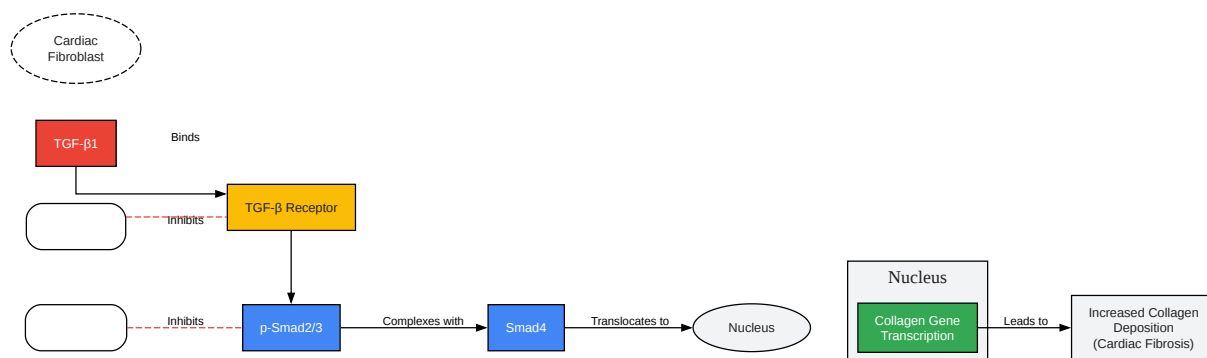 Cardiac
Fibroblast
TGF-β1
Binds
TGF-β Receptor
Inhibits
Inhibits
p-Smad2/3
Complexes with
Smad4
Translocates to
Nucleus
Nucleus
Collagen Gene
Transcription
Leads to
Increased Collagen
Deposition
(Cardiac Fibrosis)